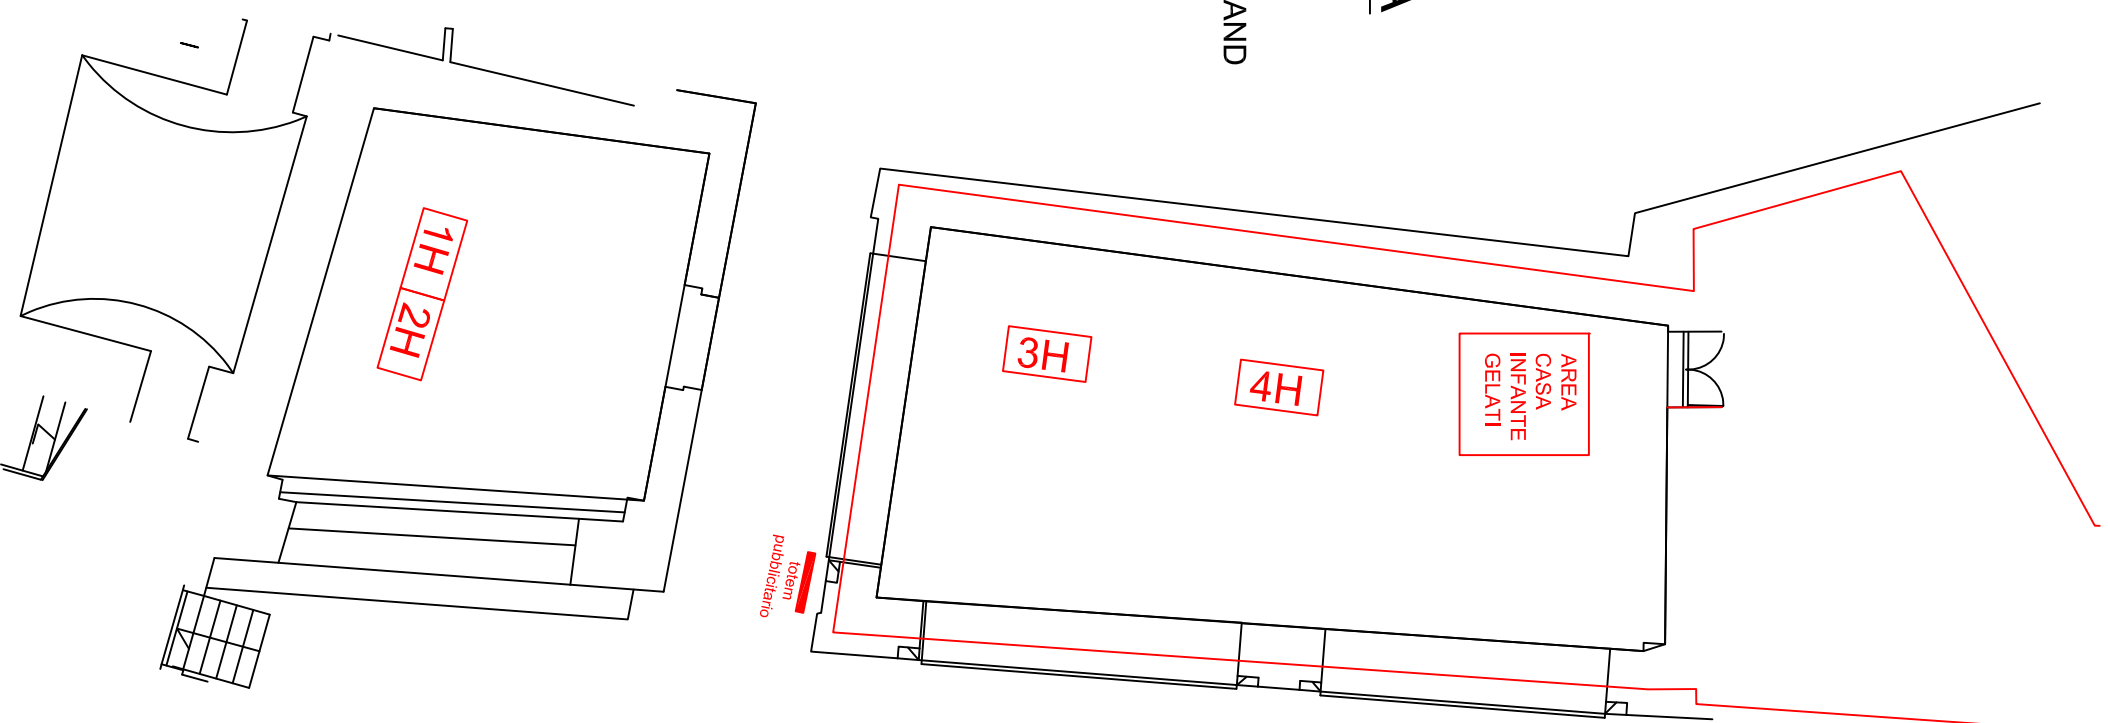 AND
A
1H
2H
3H
4H
AREA
CASA
INFANTE
GELATI
totem
pubblicitario